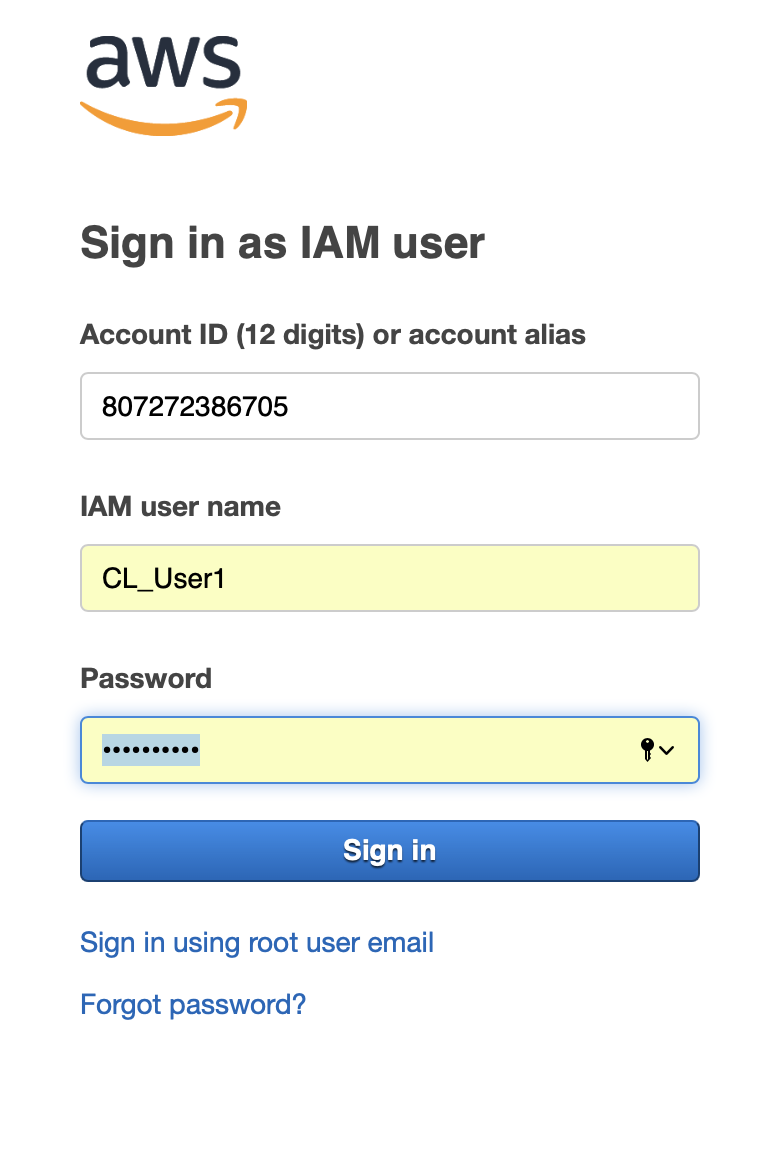 aws
Sign in as IAM user
Account ID (12 digits) or account alias
807272386705
IAM user name
CL_User1
Password
••••••••••
Sign in
Sign in using root user email
Forgot password?